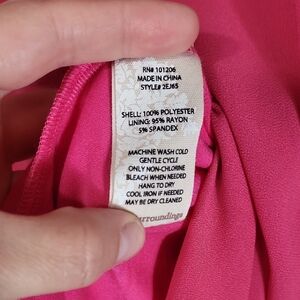 RN# 101206
MADE IN CHINA
STYLE# 2EJ65
SHELL: 100% POLYESTER
LINING: 95% RAYON
5% SPANDEX
MACHINE WASH COLD
GENTLE CYCLE
ONLY NON-CHLORINE
BLEACH WHEN NEEDED
HANG TO DRY
COOL IRON IF NEEDED
MAY BE DRY CLEANED
urroundings